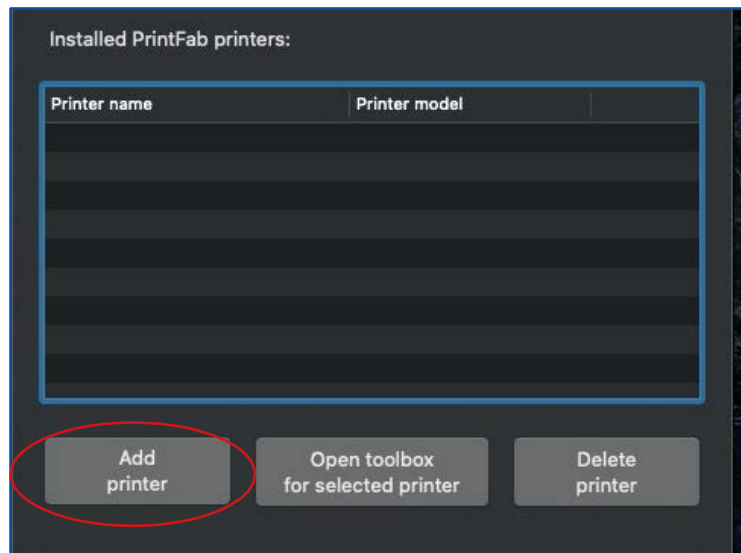 Installed PrintFab printers:
Printer name Printer model
Add
printer
Open toolbox
for selected printer
Delete
printer